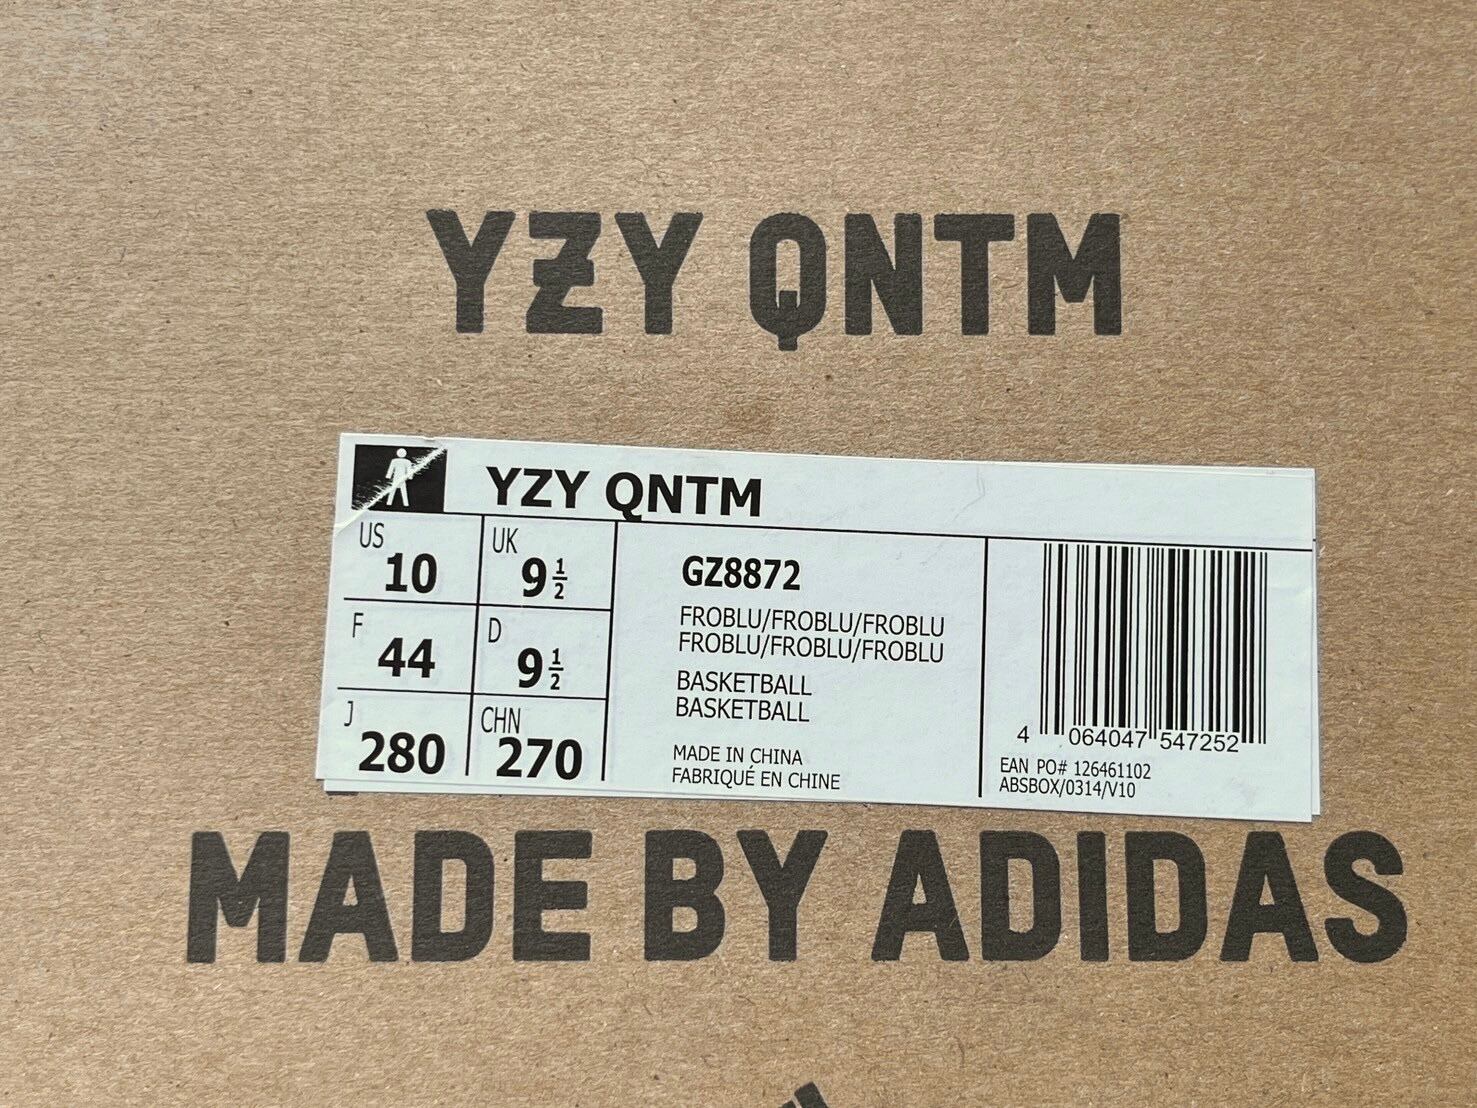 YZY QNTM
YZY QNTM
US 10 UK 9 1/2
F 44 D 9 1/2
J 280 CHN 270
GZ8872
FROBLU/FROBLU/FROBLU
FROBLU/FROBLU/FROBLU
BASKETBALL
BASKETBALL
MADE IN CHINA
FABRIQUÉ EN CHINE
4 064047 547252
EAN PO# 126461102
ABSBOX/0314/V10
MADE BY ADIDAS